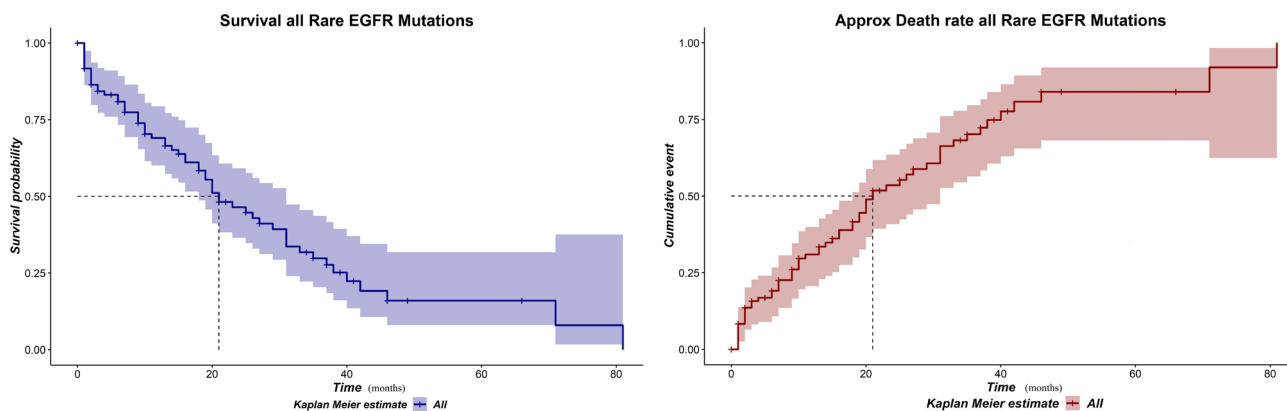 Survival all Rare EGFR Mutations
1.00
0.75
0.50
0.25
0.00
Survival probability
0
20
40
60
80
Time (months)
Kaplan Meier estimate All
Approx Death rate all Rare EGFR Mutations
1.00
0.75
0.50
0.25
0.00
Cumulative event
0
20
40
60
80
Time (months)
Kaplan Meier estimate All